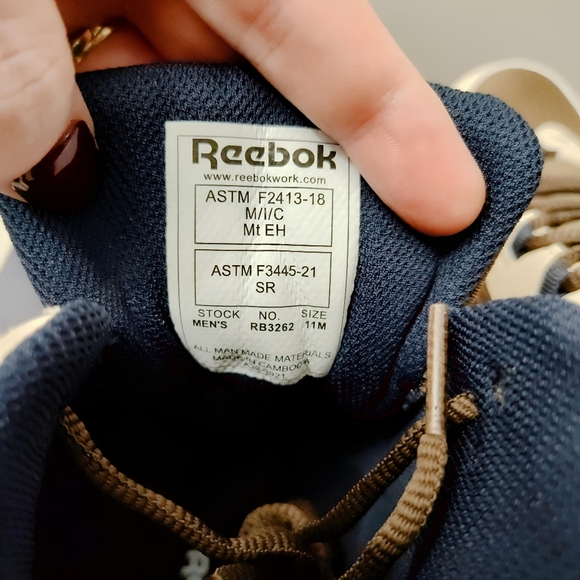 Reebok
www.reebokwork.com
ASTM F2413-18
M/I/C
Mt EH
ASTM F3445-21
SR
STOCK NO. SIZE
MEN'S RB3262 11M
ALL MAN MADE MATERIALS
MADE IN CAMBODIA